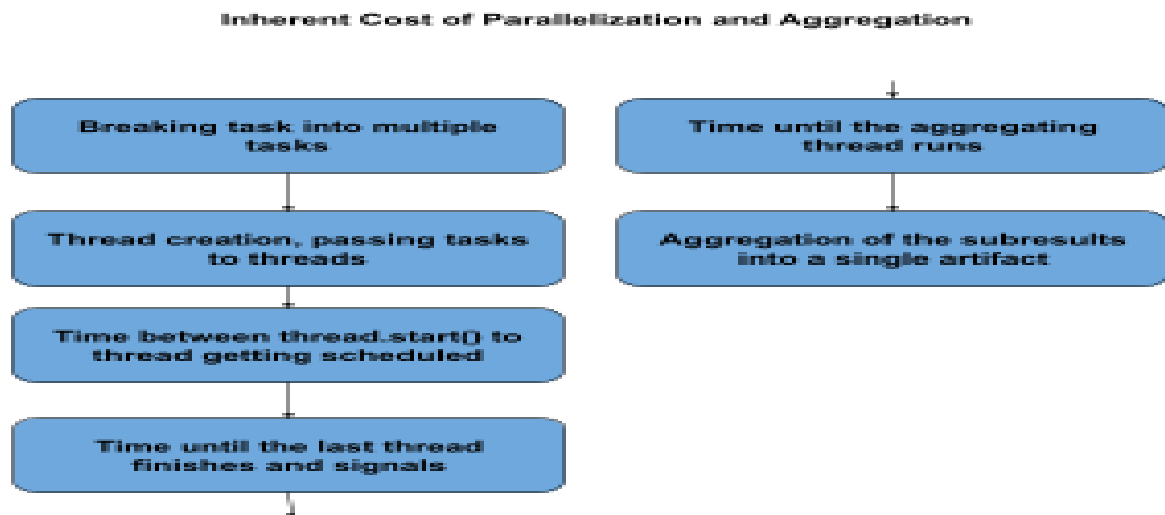 Inherent Cost of Parallelization and Aggregation
Breaking task into multiple
tasks
Thread creation, passing tasks
to threads
Time between thread.start() to
thread getting scheduled
Time until the last thread
finishes and signals
Time until the aggregating
thread runs
Aggregation of the subresults
into a single artifact